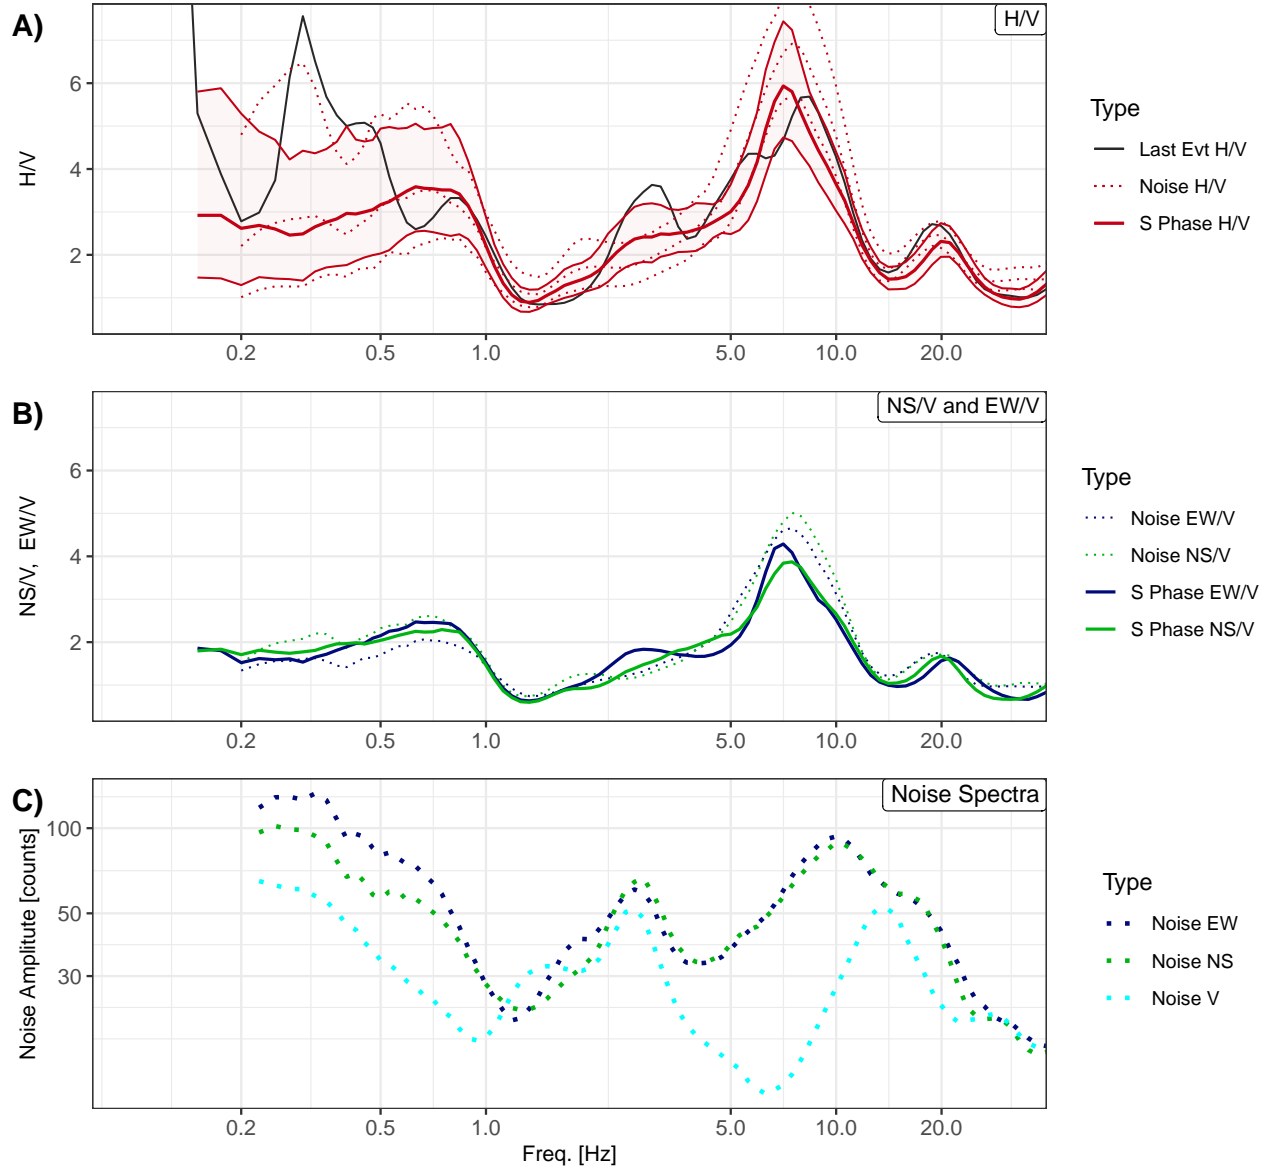 A)
H/V
6
4
2
H/V
0.2 0.5 1.0 5.0 10.0 20.0
Type
Last Evt H/V
Noise H/V
S Phase H/V
B)
NS/V and EW/V
6
4
2
NS/V, EW/V
0.2 0.5 1.0 5.0 10.0 20.0
Type
Noise EW/V
Noise NS/V
S Phase EW/V
S Phase NS/V
C)
Noise Spectra
100
50
30
Noise Amplitude [counts]
0.2 0.5 1.0 5.0 10.0 20.0
Freq. [Hz]
Type
Noise EW
Noise NS
Noise V